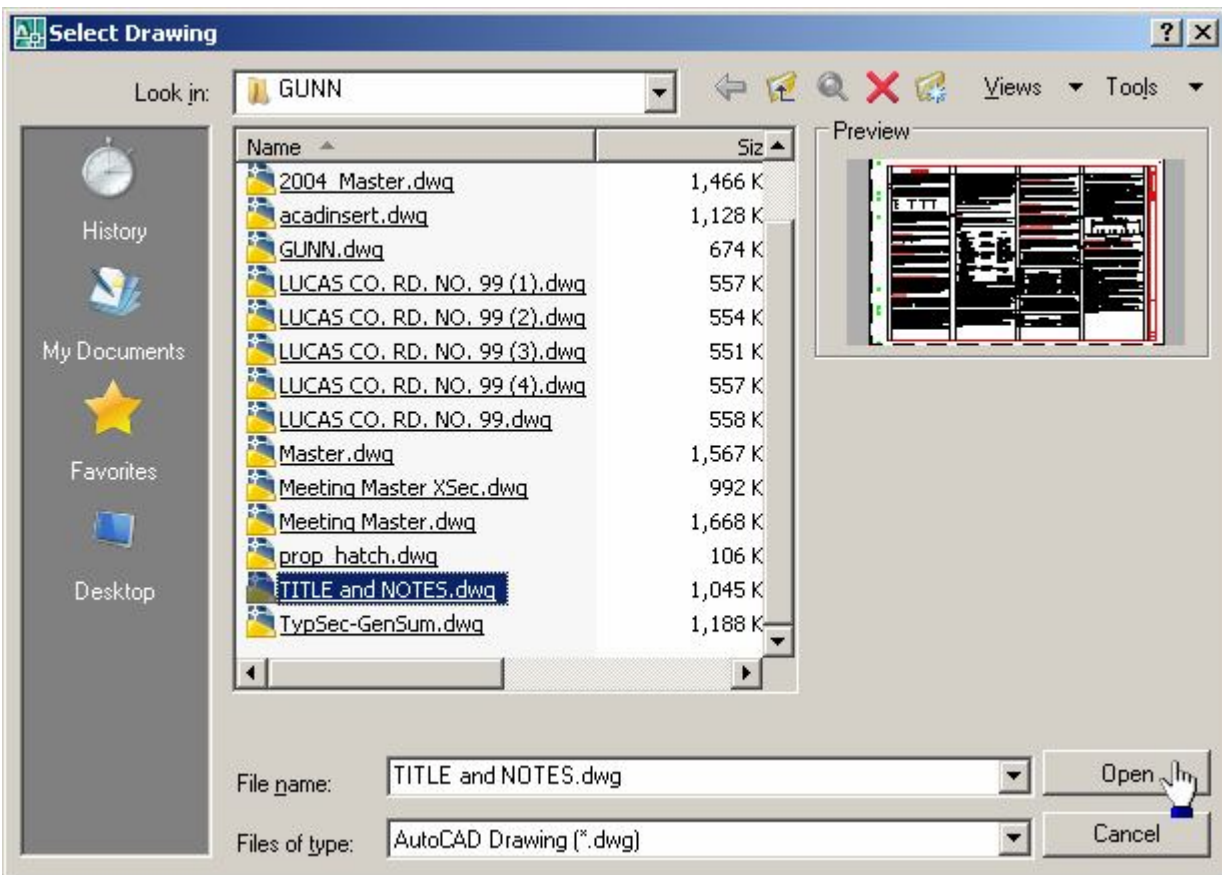 Select Drawing
Look in: GUNN Views Tools
Name Siz Preview
2004_Master.dwg 1,466 K
acadinsert.dwg 1,128 K
GUNN.dwg 674 K
LUCAS CO. RD. NO. 99 (1).dwg 557 K
LUCAS CO. RD. NO. 99 (2).dwg 554 K
LUCAS CO. RD. NO. 99 (3).dwg 551 K
LUCAS CO. RD. NO. 99 (4).dwg 557 K
LUCAS CO. RD. NO. 99.dwg 558 K
Master.dwg 1,567 K
Meeting Master XSec.dwg 992 K
Meeting Master.dwg 1,668 K
prop_hatch.dwg 106 K
TITLE and NOTES.dwg 1,045 K
TypSec-GenSum.dwg 1,188 K
History
My Documents
Favorites
Desktop
File name: TITLE and NOTES.dwg Open
Files of type: AutoCAD Drawing (*.dwg) Cancel